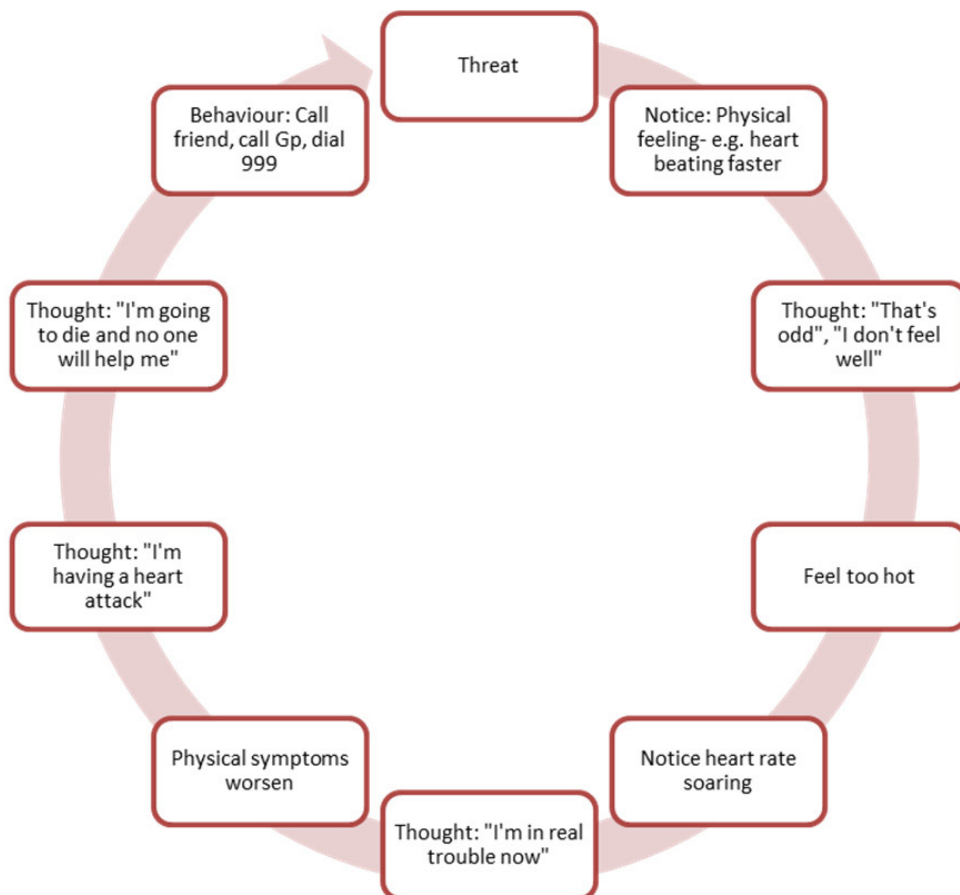 Threat
Notice: Physical
feeling- e.g. heart
beating faster
Thought: "That's
odd", "I don't feel
well"
Feel too hot
Notice heart rate
soaring
Thought: "I'm in real
trouble now"
Physical symptoms
worsen
Thought: "I'm
having a heart
attack"
Thought: "I'm going
to die and no one
will help me"
Behaviour: Call
friend, call Gp, dial
999